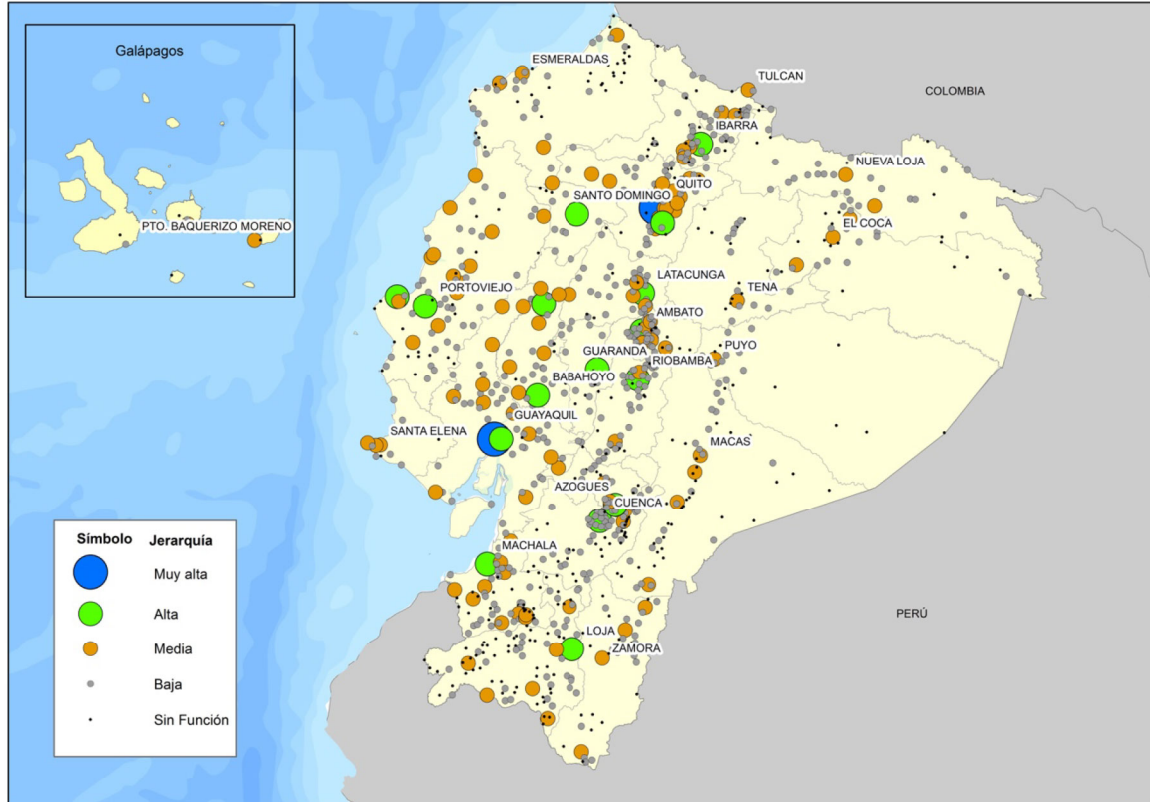 Galápagos
PTO. BAQUERIZO MORENO
ESMERALDAS
TULCAN
COLOMBIA
IBARRA
NUEVA LOJA
QUITO
SANTO DOMINGO
EL COCA
LATACUNGA
PORTOVIEJO
TENA
AMBATO
PUYO
GUARANDA
RIOBAMBA
BABAHOYO
GUAYAQUIL
SANTA ELENA
MACAS
AZOGUES
CUENCA
MACHALA
PERÚ
LOJA
ZAMORA
Símbolo Jerarquía
Muy alta
Alta
Media
Baja
Sin Función